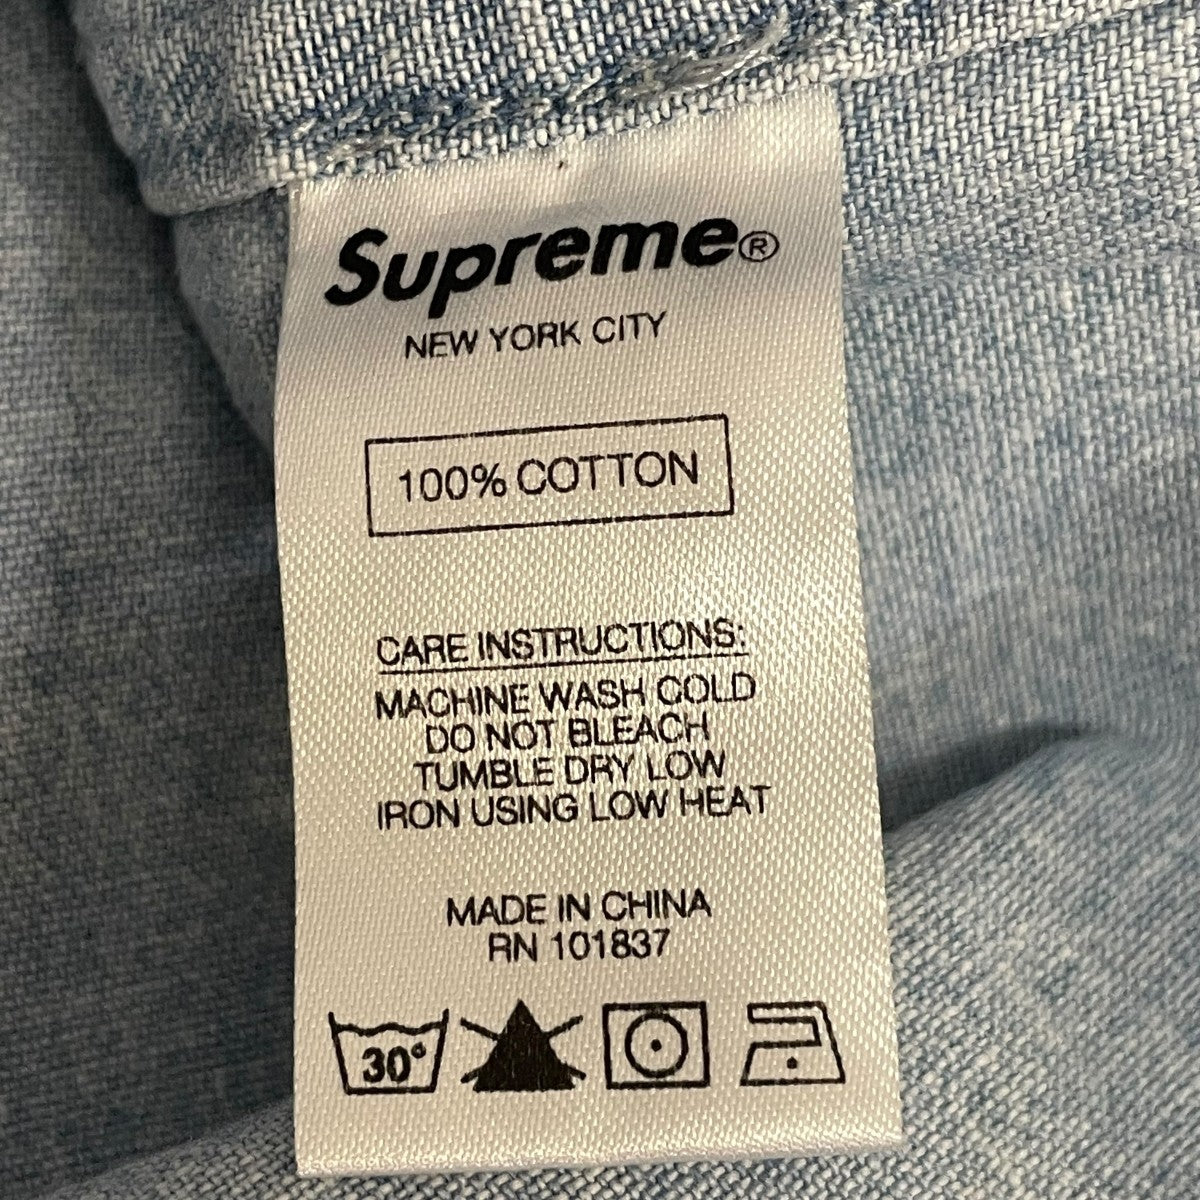 Supreme®
NEW YORK CITY
100% COTTON
CARE INSTRUCTIONS:
MACHINE WASH COLD
DO NOT BLEACH
TUMBLE DRY LOW
IRON USING LOW HEAT
MADE IN CHINA
RN 101837
30°